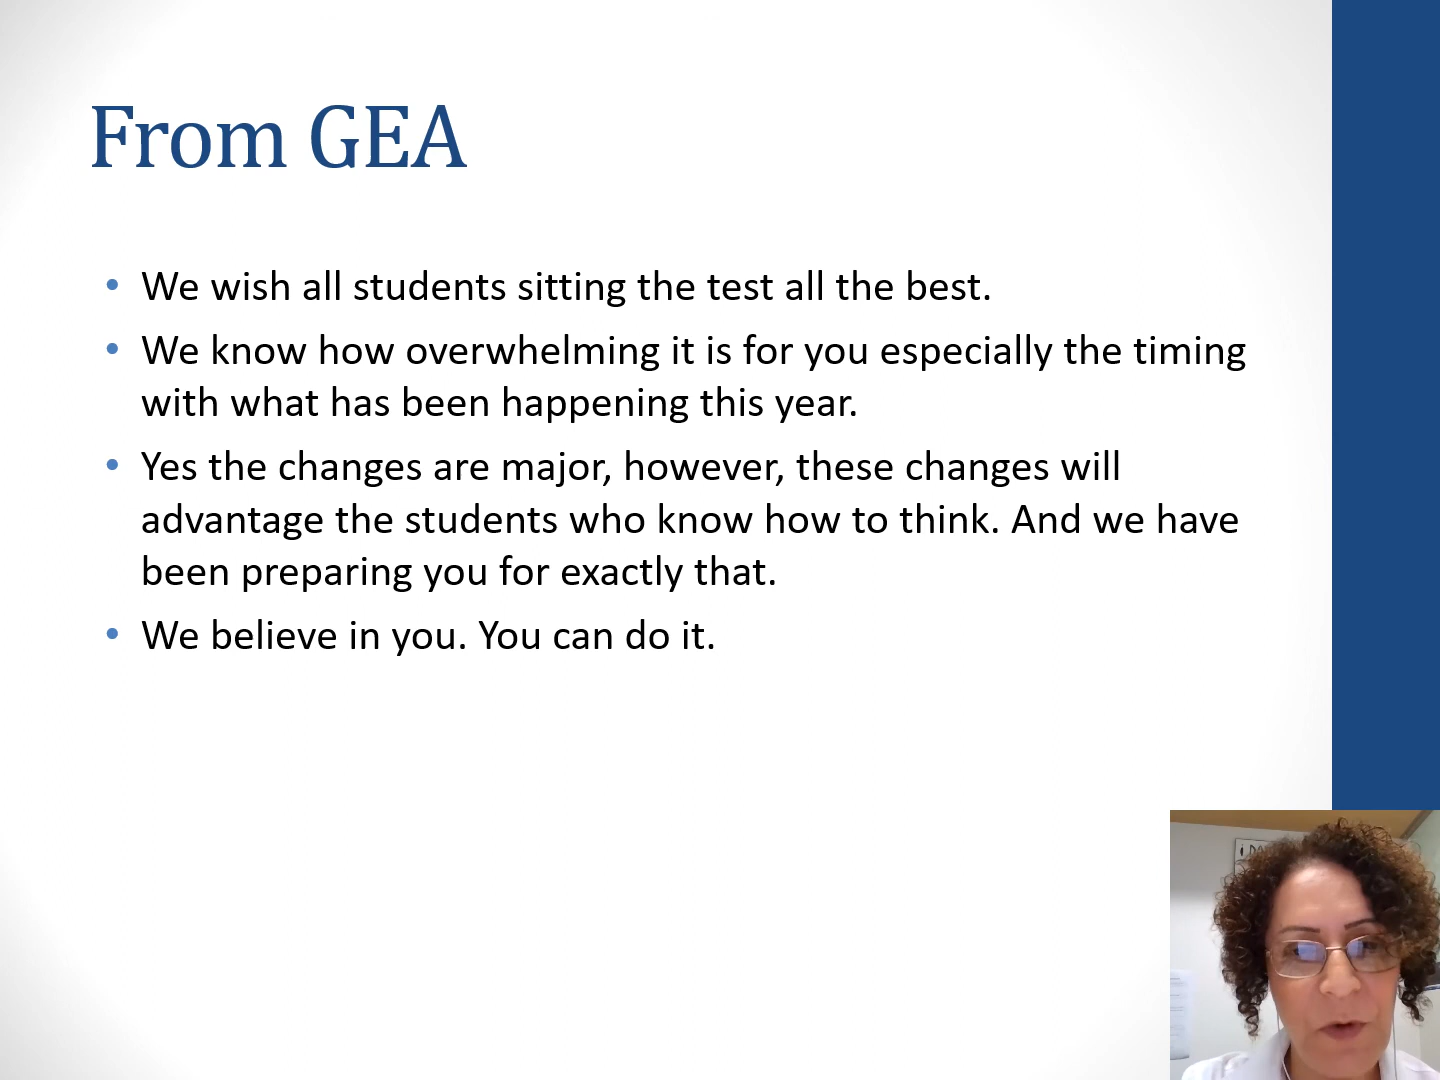 From GEA
• We wish all students sitting the test all the best.
• We know how overwhelming it is for you especially the timing
with what has been happening this year.
• Yes the changes are major, however, these changes will
advantage the students who know how to think. And we have
been preparing you for exactly that.
• We believe in you. You can do it.